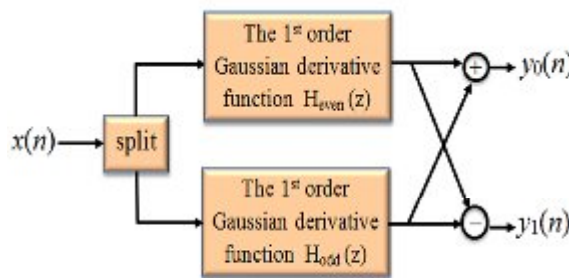 The 1st order
Gaussian derivative
function Heven(z)
x(n)
split
y0(n)
+
The 1st order
Gaussian derivative
function Hodd(z)
−
y1(n)